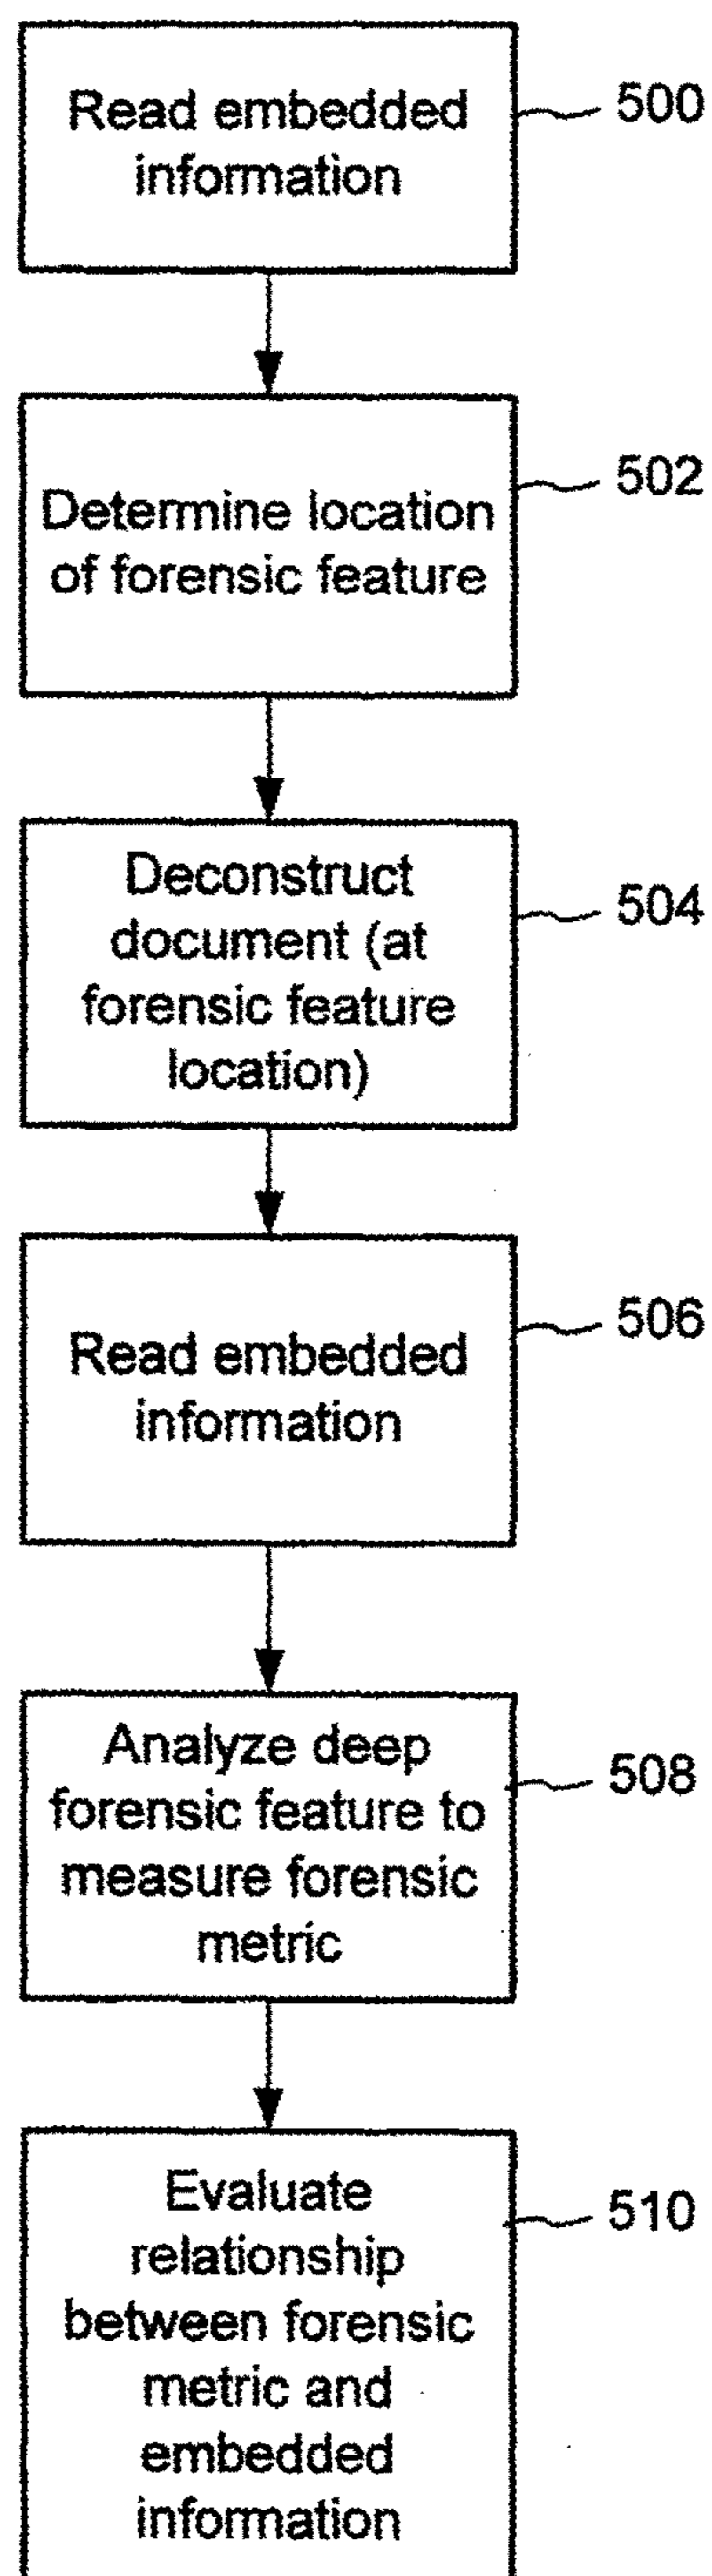 Read embedded
information
500
Determine location
of forensic feature
502
Deconstruct
document (at
forensic feature
location)
504
Read embedded
information
506
Analyze deep
forensic feature to
measure forensic
metric
508
Evaluate
relationship
between forensic
metric and
embedded
information
510